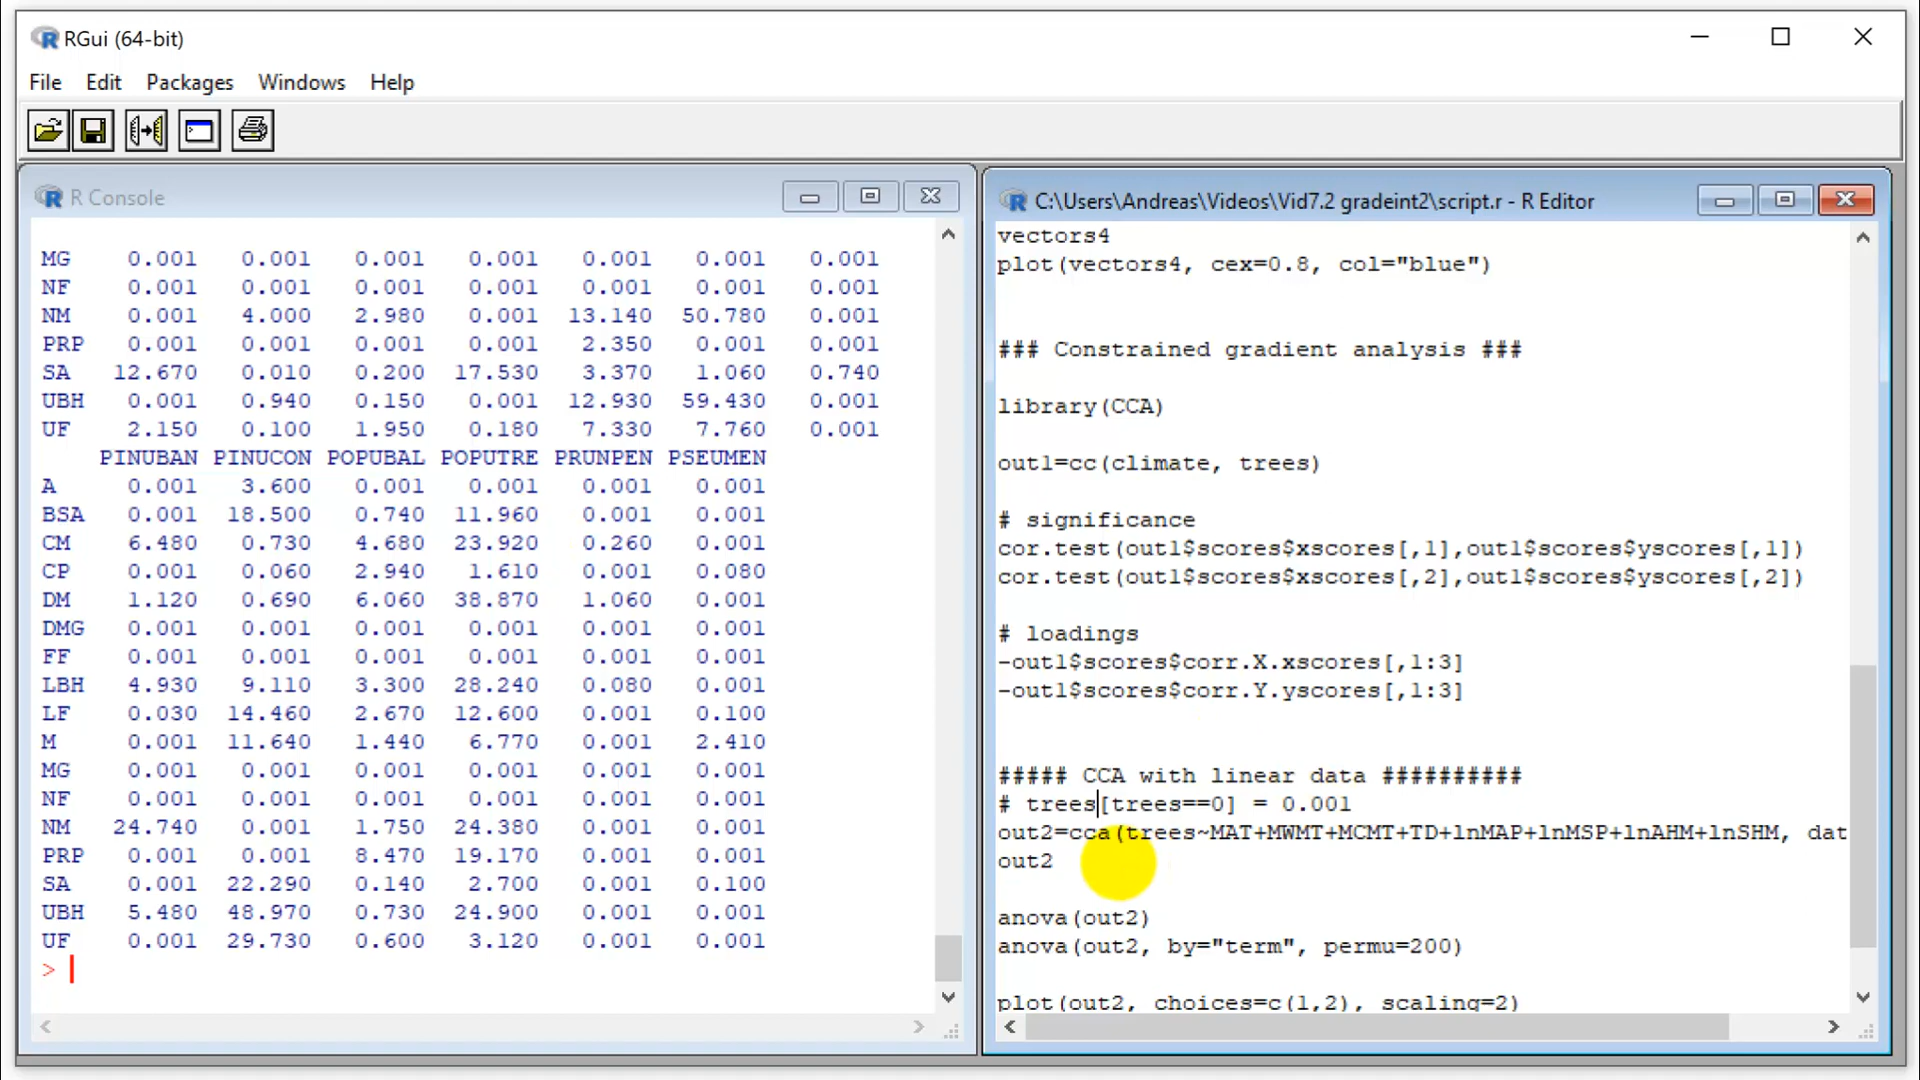 RGui (64-bit)
File Edit Packages Windows Help
R Console
MG 0.001 0.001 0.001 0.001 0.001 0.001 0.001
NF 0.001 0.001 0.001 0.001 0.001 0.001 0.001
NM 0.001 4.000 2.980 0.001 13.140 50.780 0.001
PRP 0.001 0.001 0.001 0.001 2.350 0.001 0.001
SA 12.670 0.010 0.200 17.530 3.370 1.060 0.740
UBH 0.001 0.940 0.150 0.001 12.930 59.430 0.001
UF 2.150 0.100 1.950 0.180 7.330 7.760 0.001
PINUBAN PINUCON POPUBAL POPUTRE PRUNPEN PSEUMEN
A 0.001 3.600 0.001 0.001 0.001 0.001
BSA 0.001 18.500 0.740 11.960 0.001 0.001
CM 6.480 0.730 4.680 23.920 0.260 0.001
CP 0.001 0.060 2.940 1.610 0.001 0.080
DM 1.120 0.690 6.060 38.870 1.060 0.001
DMG 0.001 0.001 0.001 0.001 0.001 0.001
FF 0.001 0.001 0.001 0.001 0.001 0.001
LBH 4.930 9.110 3.300 28.240 0.080 0.001
LF 0.030 14.460 2.670 12.600 0.001 0.100
M 0.001 11.640 1.440 6.770 0.001 2.410
MG 0.001 0.001 0.001 0.001 0.001 0.001
NF 0.001 0.001 0.001 0.001 0.001 0.001
NM 24.740 0.001 1.750 24.380 0.001 0.001
PRP 0.001 0.001 8.470 19.170 0.001 0.001
SA 0.001 22.290 0.140 2.700 0.001 0.100
UBH 5.480 48.970 0.730 24.900 0.001 0.001
UF 0.001 29.730 0.600 3.120 0.001 0.001
>
C:\Users\Andreas\Videos\Vid7.2 gradeint2\script.r - R Editor
vectors4
plot(vectors4, cex=0.8, col="blue")
### Constrained gradient analysis ###
library(CCA)
out1=cc(climate, trees)
# significance
cor.test(out1$scores$xscores[,1],out1$scores$yscores[,1])
cor.test(out1$scores$xscores[,2],out1$scores$yscores[,2])
# loadings
-out1$scores$corr.X.xscores[,1:3]
-out1$scores$corr.Y.yscores[,1:3]
##### CCA with linear data ##########
# trees[trees==0] = 0.001
out2=cca(trees~MAT+MWMT+MCMT+TD+lnMAP+lnMSP+lnAHM+lnSHM, dat
out2
anova(out2)
anova(out2, by="term", permu=200)
plot(out2, choices=c(1,2), scaling=2)